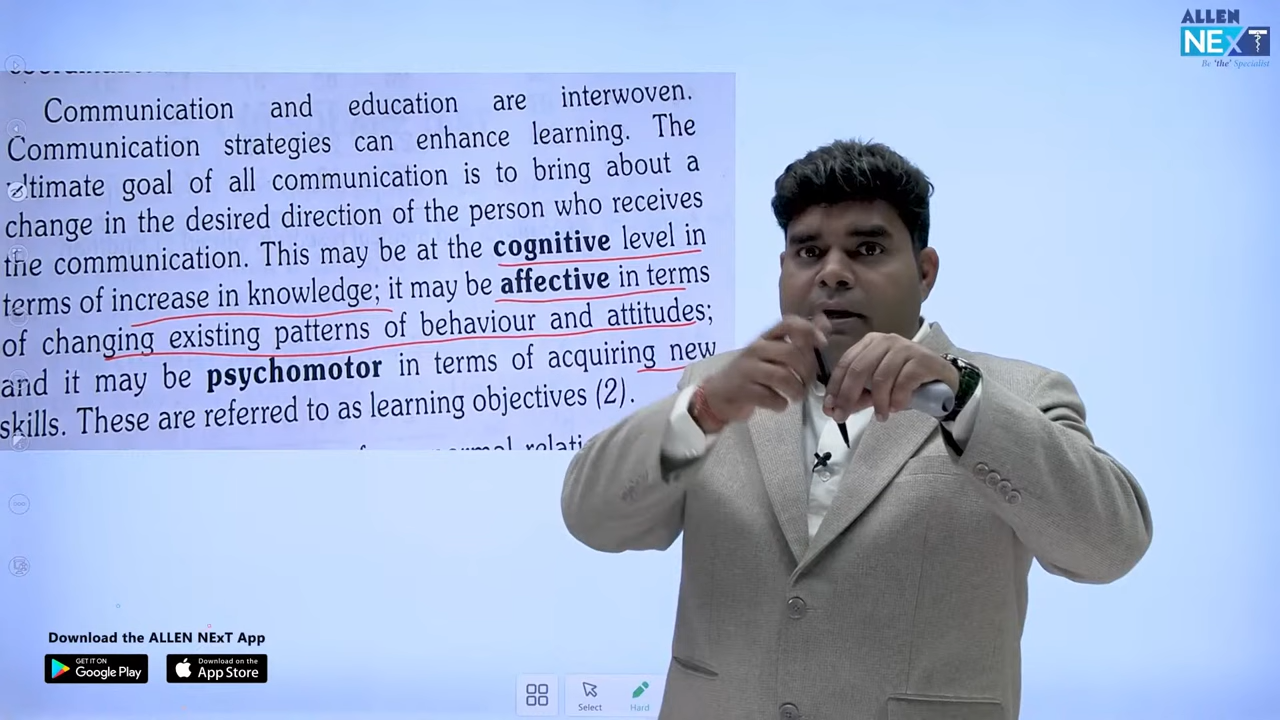 ALLEN
NExT
Be 'the' Specialist
Communication and education are interwoven.
Communication strategies can enhance learning. The
ultimate goal of all communication is to bring about a
change in the desired direction of the person who receives
the communication. This may be at the cognitive level in
terms of increase in knowledge; it may be affective in terms
of changing existing patterns of behaviour and attitudes;
and it may be psychomotor in terms of acquiring new
skills. These are referred to as learning objectives (2).
Download the ALLEN NExT App
GET IT ON
Google Play
Download on the
App Store
Select
Hard